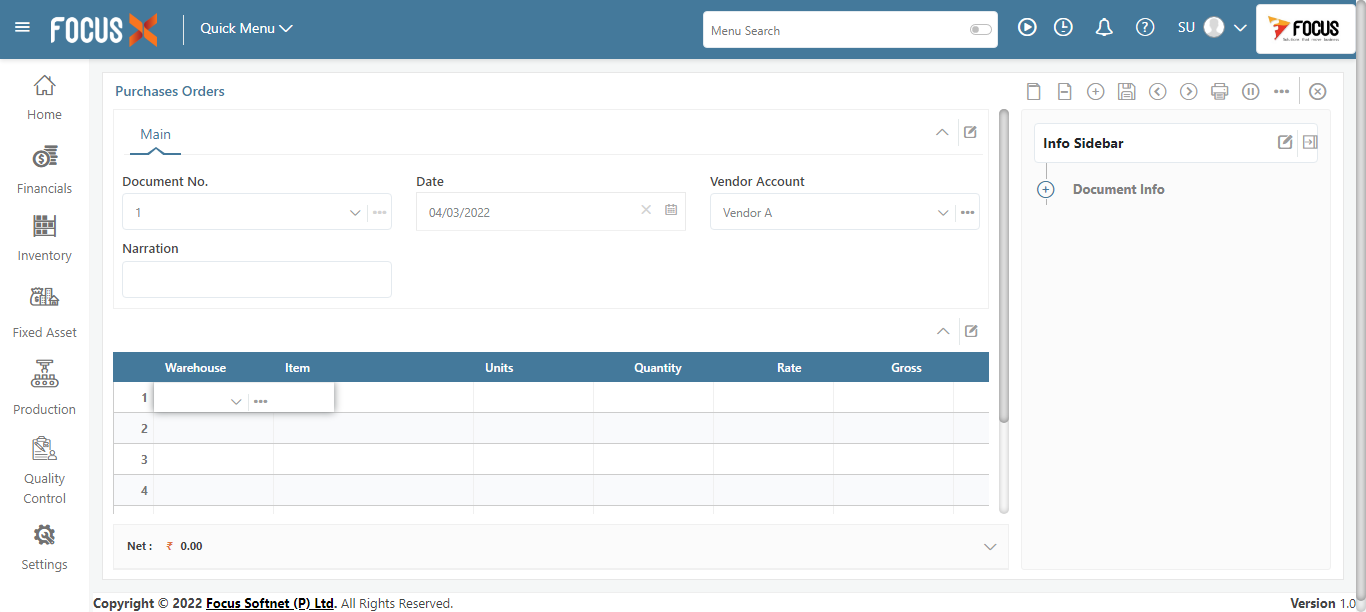 FOCUS X
Quick Menu
Menu Search
SU
FOCUS
Home
Financials
Inventory
Fixed Asset
Production
Quality
Control
Settings
Purchases Orders
Main
Document No.
Date
Vendor Account
1
04/03/2022
Vendor A
Narration
Warehouse Item Units Quantity Rate Gross
1
2
3
4
Net : ₹ 0.00
Info Sidebar
Document Info
Copyright © 2022 Focus Softnet (P) Ltd. All Rights Reserved.
Version 1.0